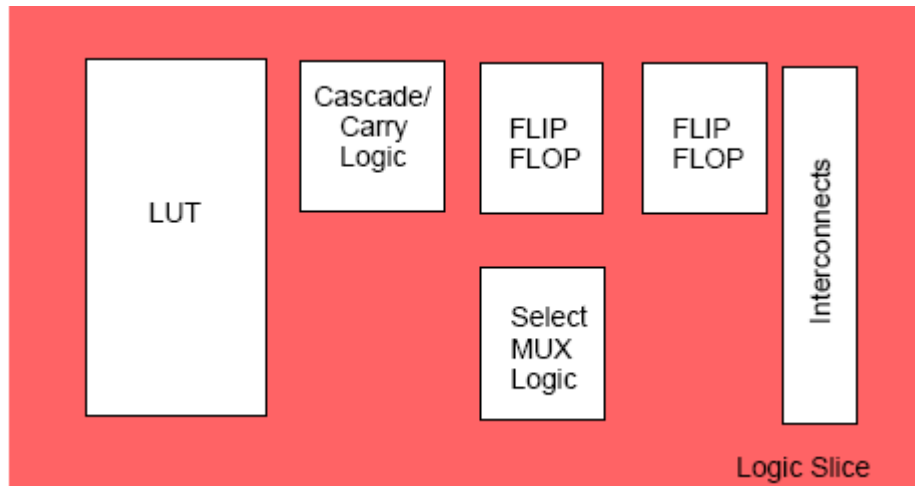 LUT
Cascade/
Carry
Logic
FLIP
FLOP
FLIP
FLOP
Select
MUX
Logic
Interconnects
Logic Slice